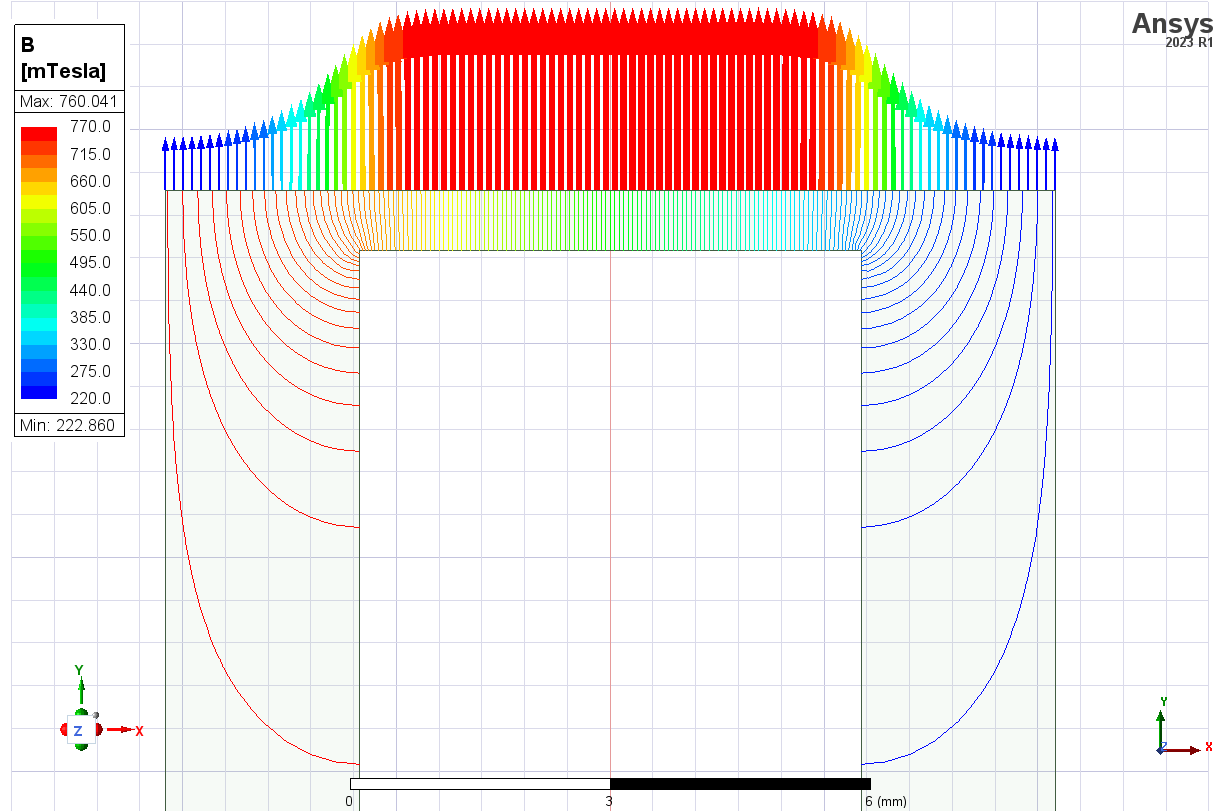 Ansys
2023 R1
B
[mTesla]
Max: 760.041
770.0
715.0
660.0
605.0
550.0
495.0
440.0
385.0
330.0
275.0
220.0
Min: 222.860
Y
Z
X
Y
Z
X
0
3
6 (mm)